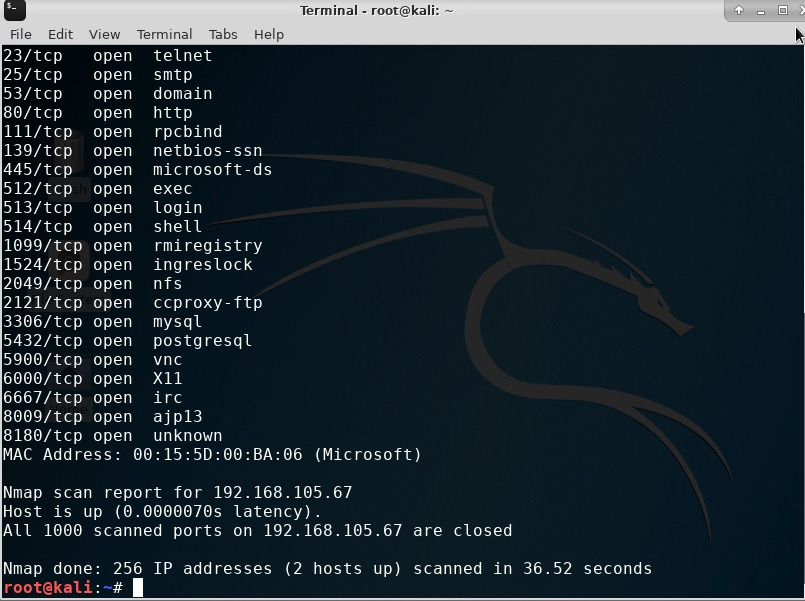 Terminal - root@kali: ~
File Edit View Terminal Tabs Help
23/tcp   open  telnet
25/tcp   open  smtp
53/tcp   open  domain
80/tcp   open  http
111/tcp  open  rpcbind
139/tcp  open  netbios-ssn
445/tcp  open  microsoft-ds
512/tcp  open  exec
513/tcp  open  login
514/tcp  open  shell
1099/tcp open  rmiregistry
1524/tcp open  ingreslock
2049/tcp open  nfs
2121/tcp open  ccproxy-ftp
3306/tcp open  mysql
5432/tcp open  postgresql
5900/tcp open  vnc
6000/tcp open  X11
6667/tcp open  irc
8009/tcp open  ajp13
8180/tcp open  unknown
MAC Address: 00:15:5D:00:BA:06 (Microsoft)
Nmap scan report for 192.168.105.67
Host is up (0.0000070s latency).
All 1000 scanned ports on 192.168.105.67 are closed
Nmap done: 256 IP addresses (2 hosts up) scanned in 36.52 seconds
root@kali:~#